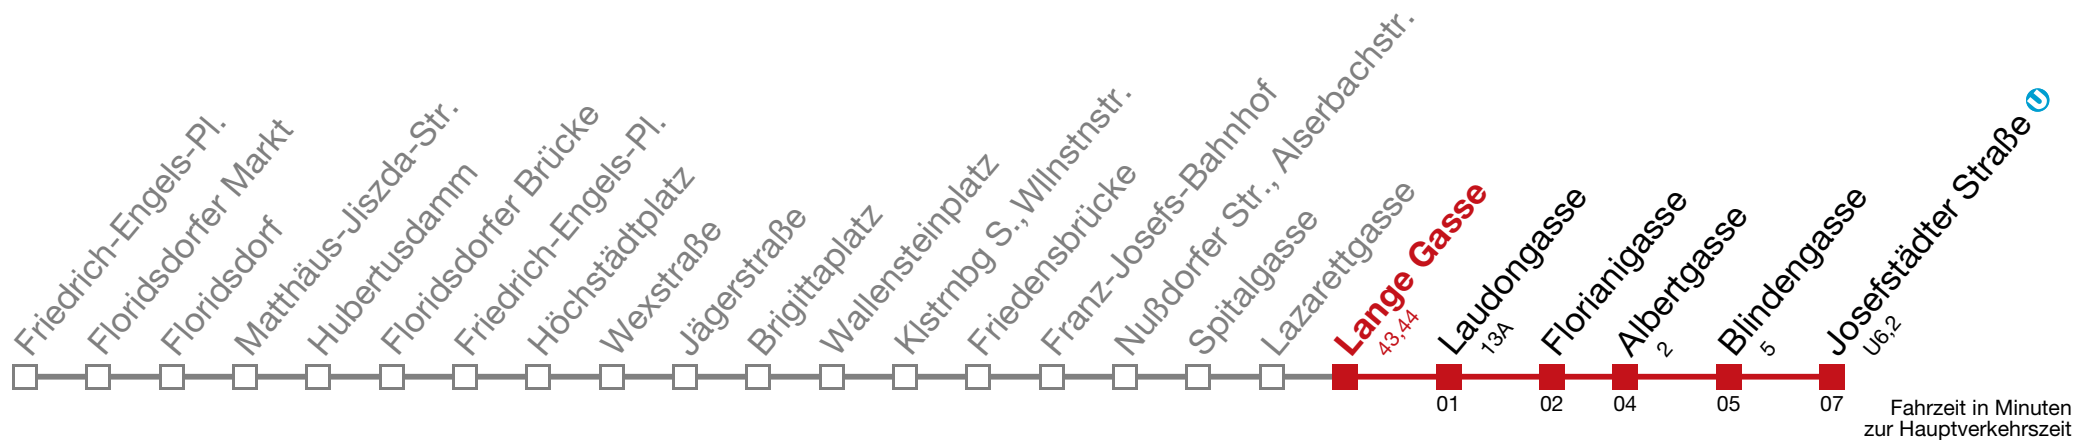 Friedrich-Engels-Pl.
Floridsdorfer Markt
Floridsdorf
Matthäus-Jiszda-Str.
Hubertusdamm
Floridsdorfer Brücke
Friedrich-Engels-Pl.
Höchstädtplatz
Wexstraße
Jägerstraße
Brigittaplatz
Wallensteinplatz
Klstrnbg S., Wllnstnstr.
Friedensbrücke
Franz-Josefs-Bahnhof
Nußdorfer Str., Alserbachstr.
Spitalgasse
Lazarettgasse
Lange Gasse
43,44
Laudongasse
13A
Florianigasse
Albertgasse
2
Blindengasse
5
Josefstädter Straße U
U6,2
01 02 04 05 07
Fahrzeit in Minuten
zur Hauptverkehrszeit